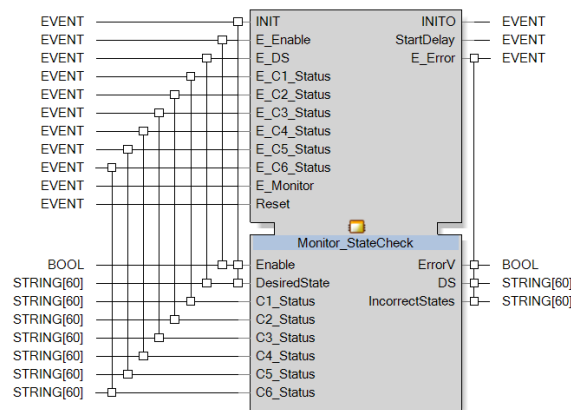 EVENT INIT INITO EVENT
EVENT E_Enable StartDelay EVENT
EVENT E_DS E_Error EVENT
EVENT E_C1_Status
EVENT E_C2_Status
EVENT E_C3_Status
EVENT E_C4_Status
EVENT E_C5_Status
EVENT E_C6_Status
EVENT E_Monitor
EVENT Reset
Monitor_StateCheck
BOOL Enable ErrorV BOOL
STRING[60] DesiredState DS STRING[60]
STRING[60] C1_Status IncorrectStates STRING[60]
STRING[60] C2_Status
STRING[60] C3_Status
STRING[60] C4_Status
STRING[60] C5_Status
STRING[60] C6_Status